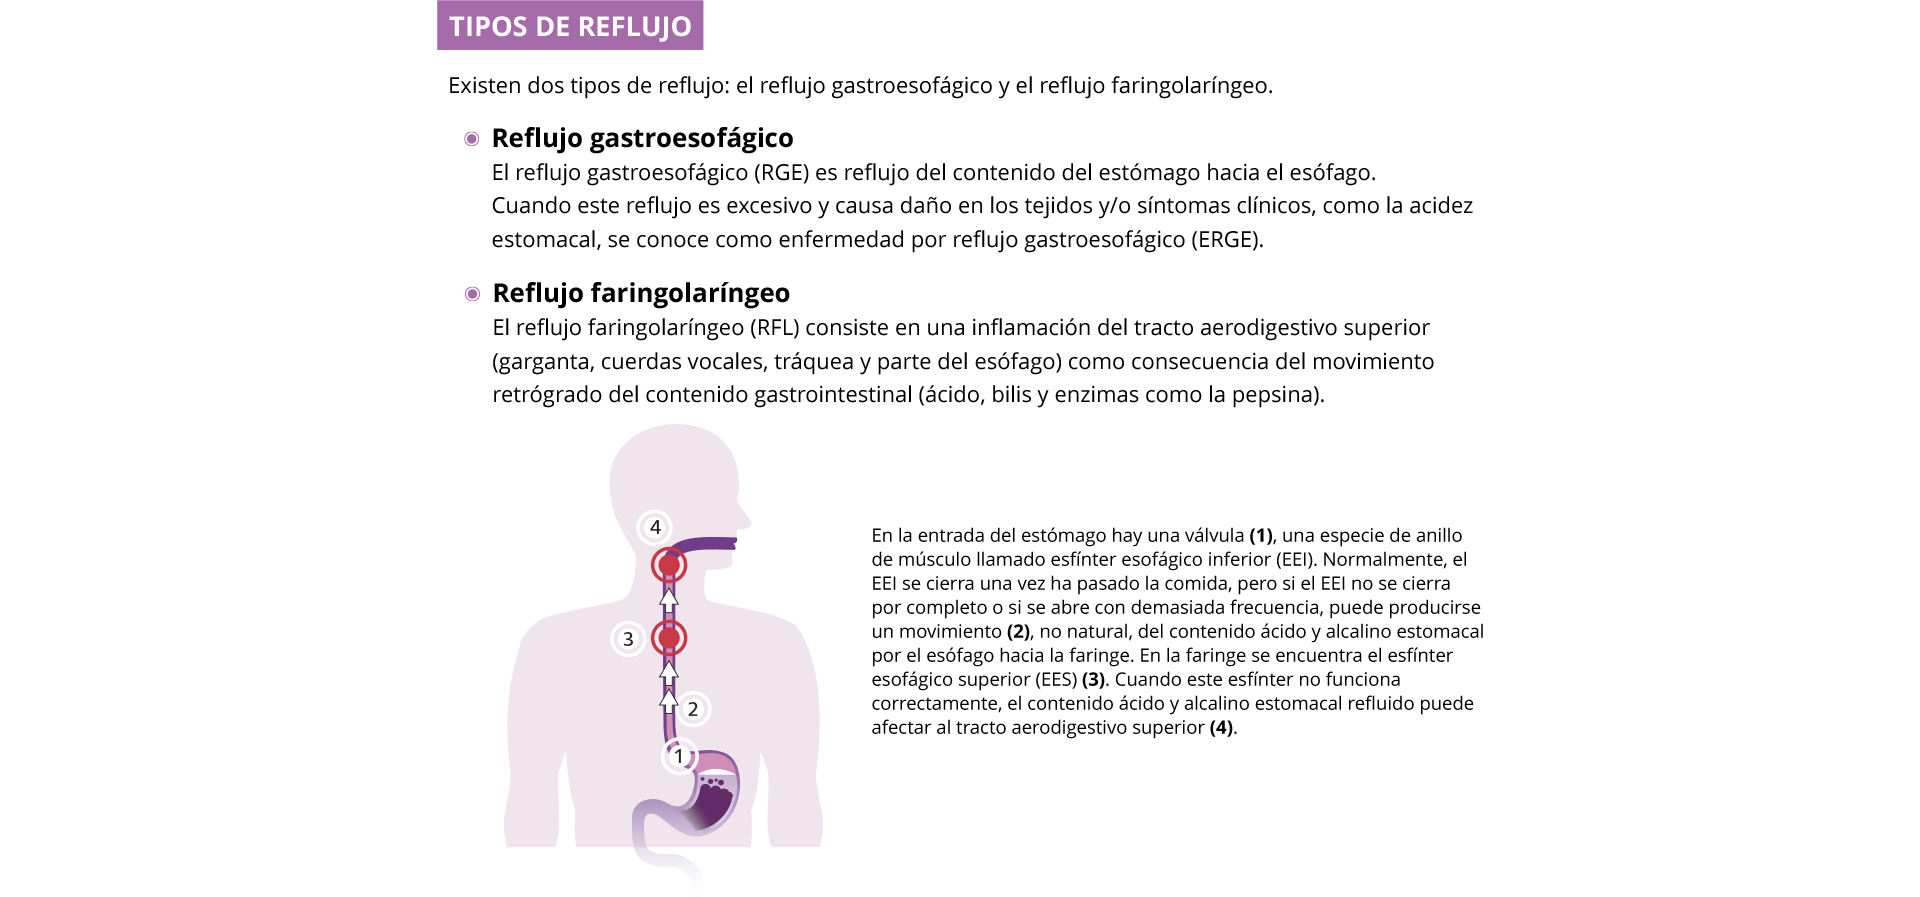 TIPOS DE REFLUJO
Existen dos tipos de reflujo: el reflujo gastroesofágico y el reflujo faringolaríngeo.
Reflujo gastroesofágico
El reflujo gastroesofágico (RGE) es reflujo del contenido del estómago hacia el esófago.
Cuando este reflujo es excesivo y causa daño en los tejidos y/o síntomas clínicos, como la acidez
estomacal, se conoce como enfermedad por reflujo gastroesofágico (ERGE).
Reflujo faringolaríngeo
El reflujo faringolaríngeo (RFL) consiste en una inflamación del tracto aerodigestivo superior
(garganta, cuerdas vocales, tráquea y parte del esófago) como consecuencia del movimiento
retrógrado del contenido gastrointestinal (ácido, bilis y enzimas como la pepsina).
4
3
2
1
En la entrada del estómago hay una válvula (1), una especie de anillo
de músculo llamado esfínter esofágico inferior (EEI). Normalmente, el
EEI se cierra una vez ha pasado la comida, pero si el EEI no se cierra
por completo o si se abre con demasiada frecuencia, puede producirse
un movimiento (2), no natural, del contenido ácido y alcalino estomacal
por el esófago hacia la faringe. En la faringe se encuentra el esfínter
esofágico superior (EES) (3). Cuando este esfínter no funciona
correctamente, el contenido ácido y alcalino estomacal refluido puede
afectar al tracto aerodigestivo superior (4).